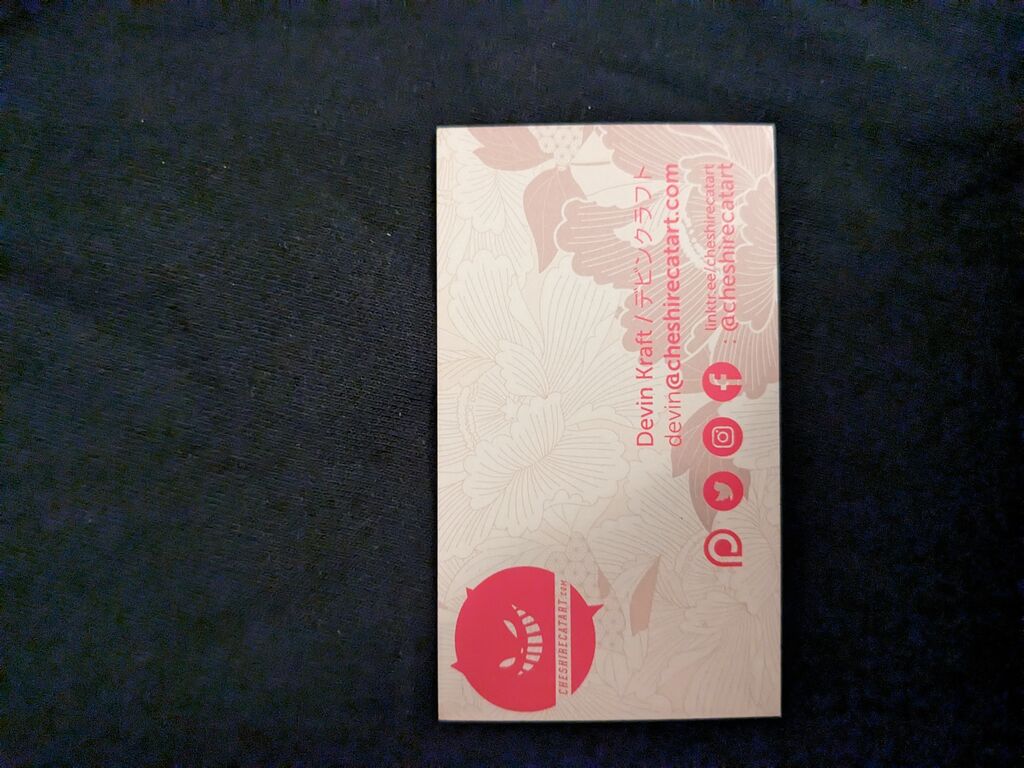 CHESHIRECATART.COM
Devin Kraft / デビンクラフト
devin@cheshirecatart.com
linktree/cheshirecatart
: @cheshirecatart